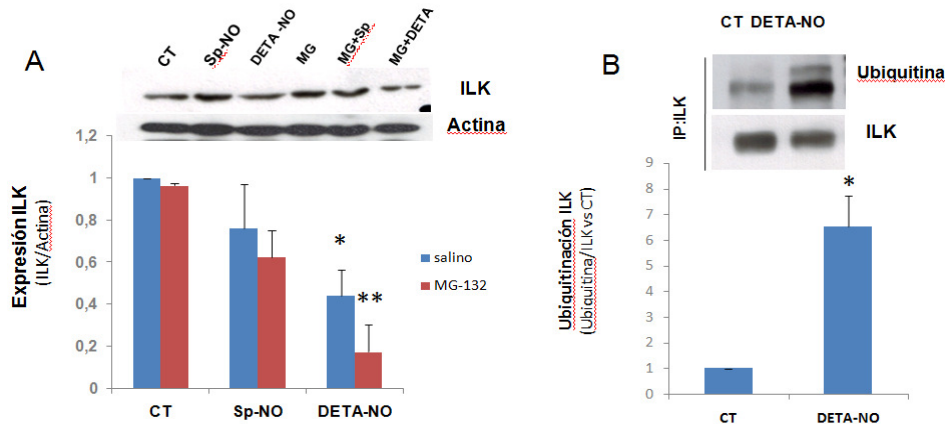 A
CT Sp-NO DETA-NO MG MG+Sp MG+DETA
ILK
Actina
1,2
1
0,8
0,6
0,4
0,2
0
Expresión ILK
(ILK/Actina)
*
**
salino
MG-132
CT Sp-NO DETA-NO
B
CT DETA-NO
IP:ILK
Ubiquitina
ILK
9
8
7
6
5
4
3
2
1
0
Ubiquitinación ILK
(Ubiquitina/ILK vs CT)
*
CT DETA-NO